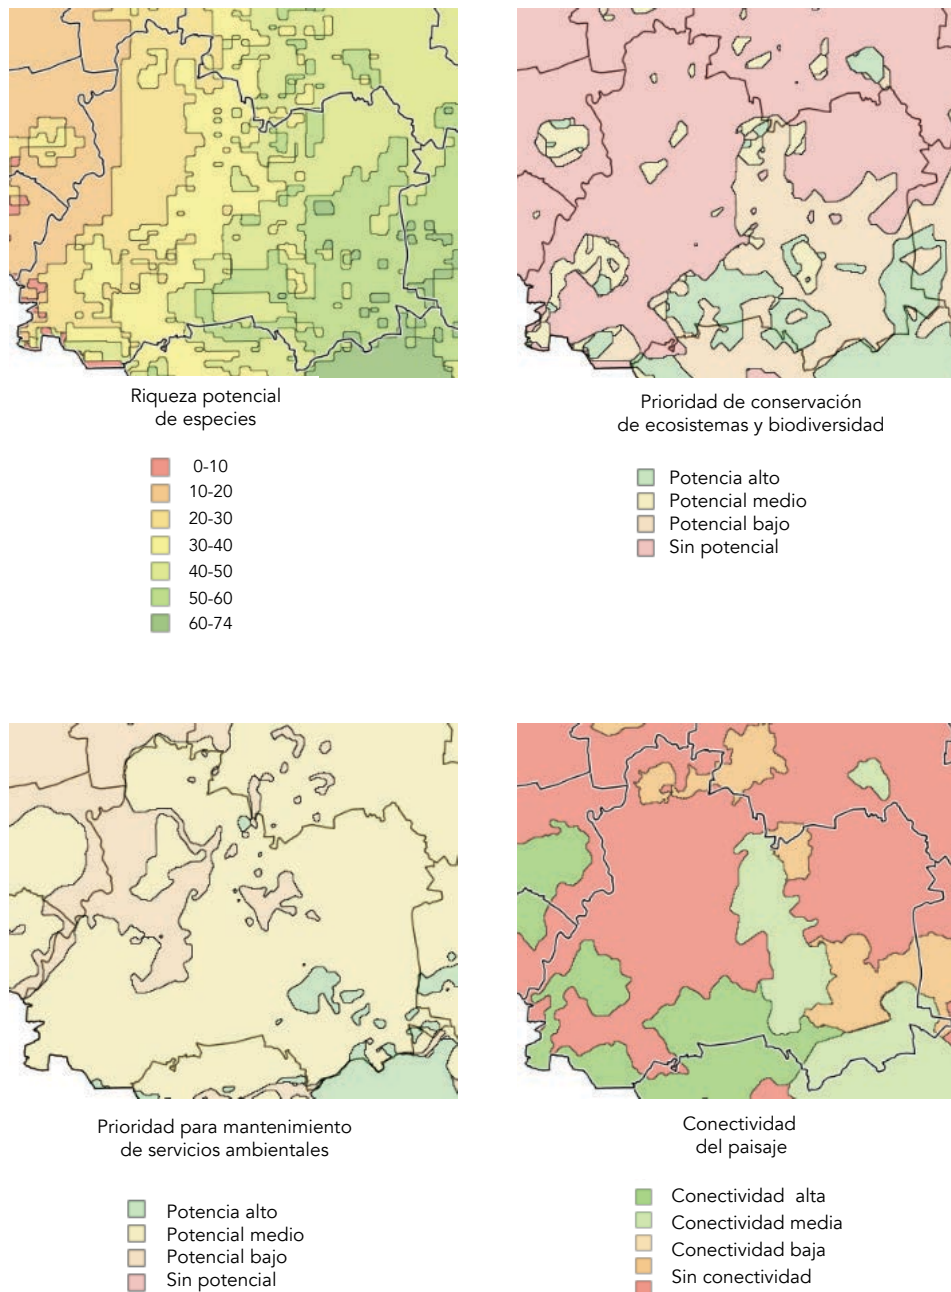 Riqueza potencial
de especies
0-10
10-20
20-30
30-40
40-50
50-60
60-74
Prioridad de conservación
de ecosistemas y biodiversidad
Potencia alto
Potencial medio
Potencial bajo
Sin potencial
Prioridad para mantenimiento
de servicios ambientales
Potencia alto
Potencial medio
Potencial bajo
Sin potencial
Conectividad
del paisaje
Conectividad alta
Conectividad media
Conectividad baja
Sin conectividad